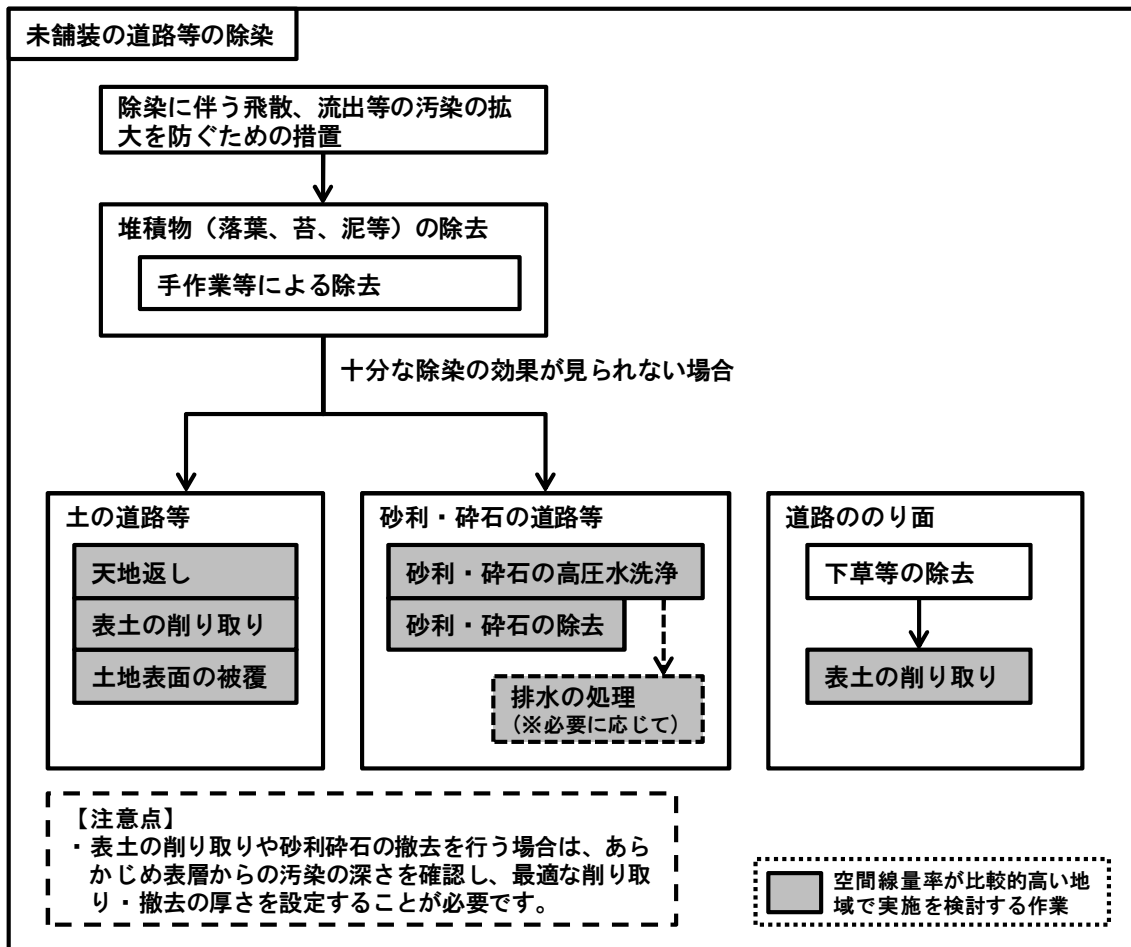 未舗装の道路等の除染
除染に伴う飛散、流出等の汚染の拡
大を防ぐための措置
堆積物（落葉、苔、泥等）の除去
手作業等による除去
十分な除染の効果が見られない場合
土の道路等
天地返し
表土の削り取り
土地表面の被覆
砂利・砕石の道路等
砂利・砕石の高圧水洗浄
砂利・砕石の除去
排水の処理
（※必要に応じて）
道路ののり面
下草等の除去
表土の削り取り
【注意点】
・表土の削り取りや砂利砕石の撤去を行う場合は、あら
かじめ表層からの汚染の深さを確認し、最適な削り取
り・撤去の厚さを設定することが必要です。
空間線量率が比較的高い地
域で実施を検討する作業